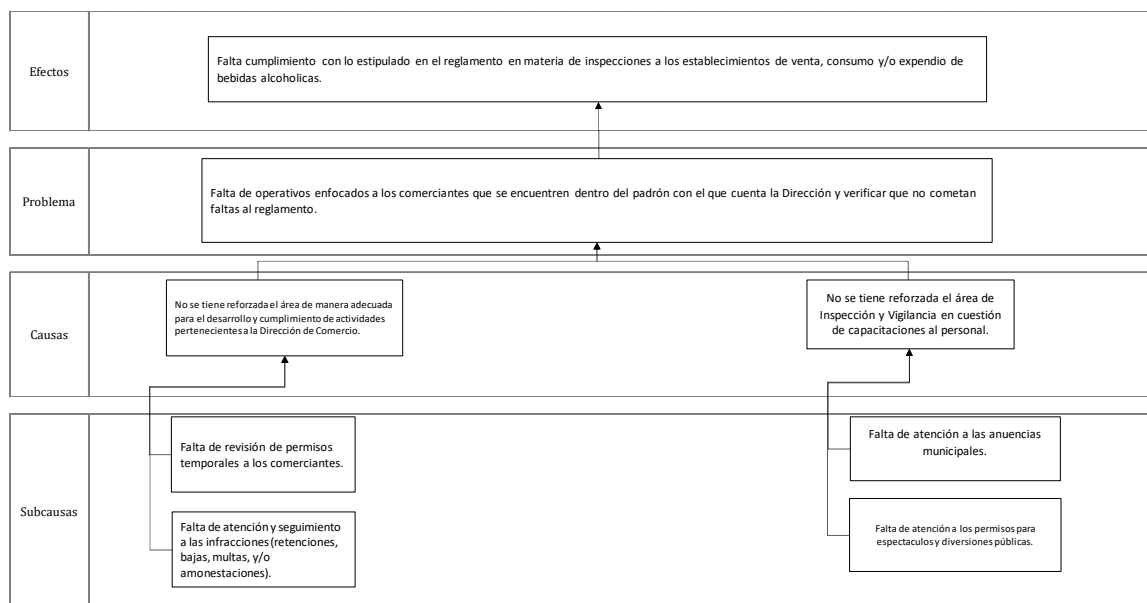 Efectos
Falta cumplimiento con lo estipulado en el reglamento en materia de inspecciones a los establecimientos de venta, consumo y/o expendio de
bebidas alcoholicas.
Problema
Falta de operativos enfocados a los comerciantes que se encuentren dentro del padrón con el que cuenta la Dirección y verificar que no cometan
faltas al reglamento.
Causas
No se tiene reforzada el área de manera adecuada
para el desarrollo y cumplimiento de actividades
pertenecientes a la Dirección de Comercio.
No se tiene reforzada el área de
Inspección y Vigilancia en cuestión
de capacitaciones al personal.
Subcausas
Falta de revisión de permisos
temporales a los comerciantes.
Falta de atención y seguimiento
a las infracciones (retenciones,
bajas, multas, y/o
amonestaciones).
Falta de atención a las anuencias
municipales.
Falta de atención a los permisos para
espectaculos y diversiones públicas.